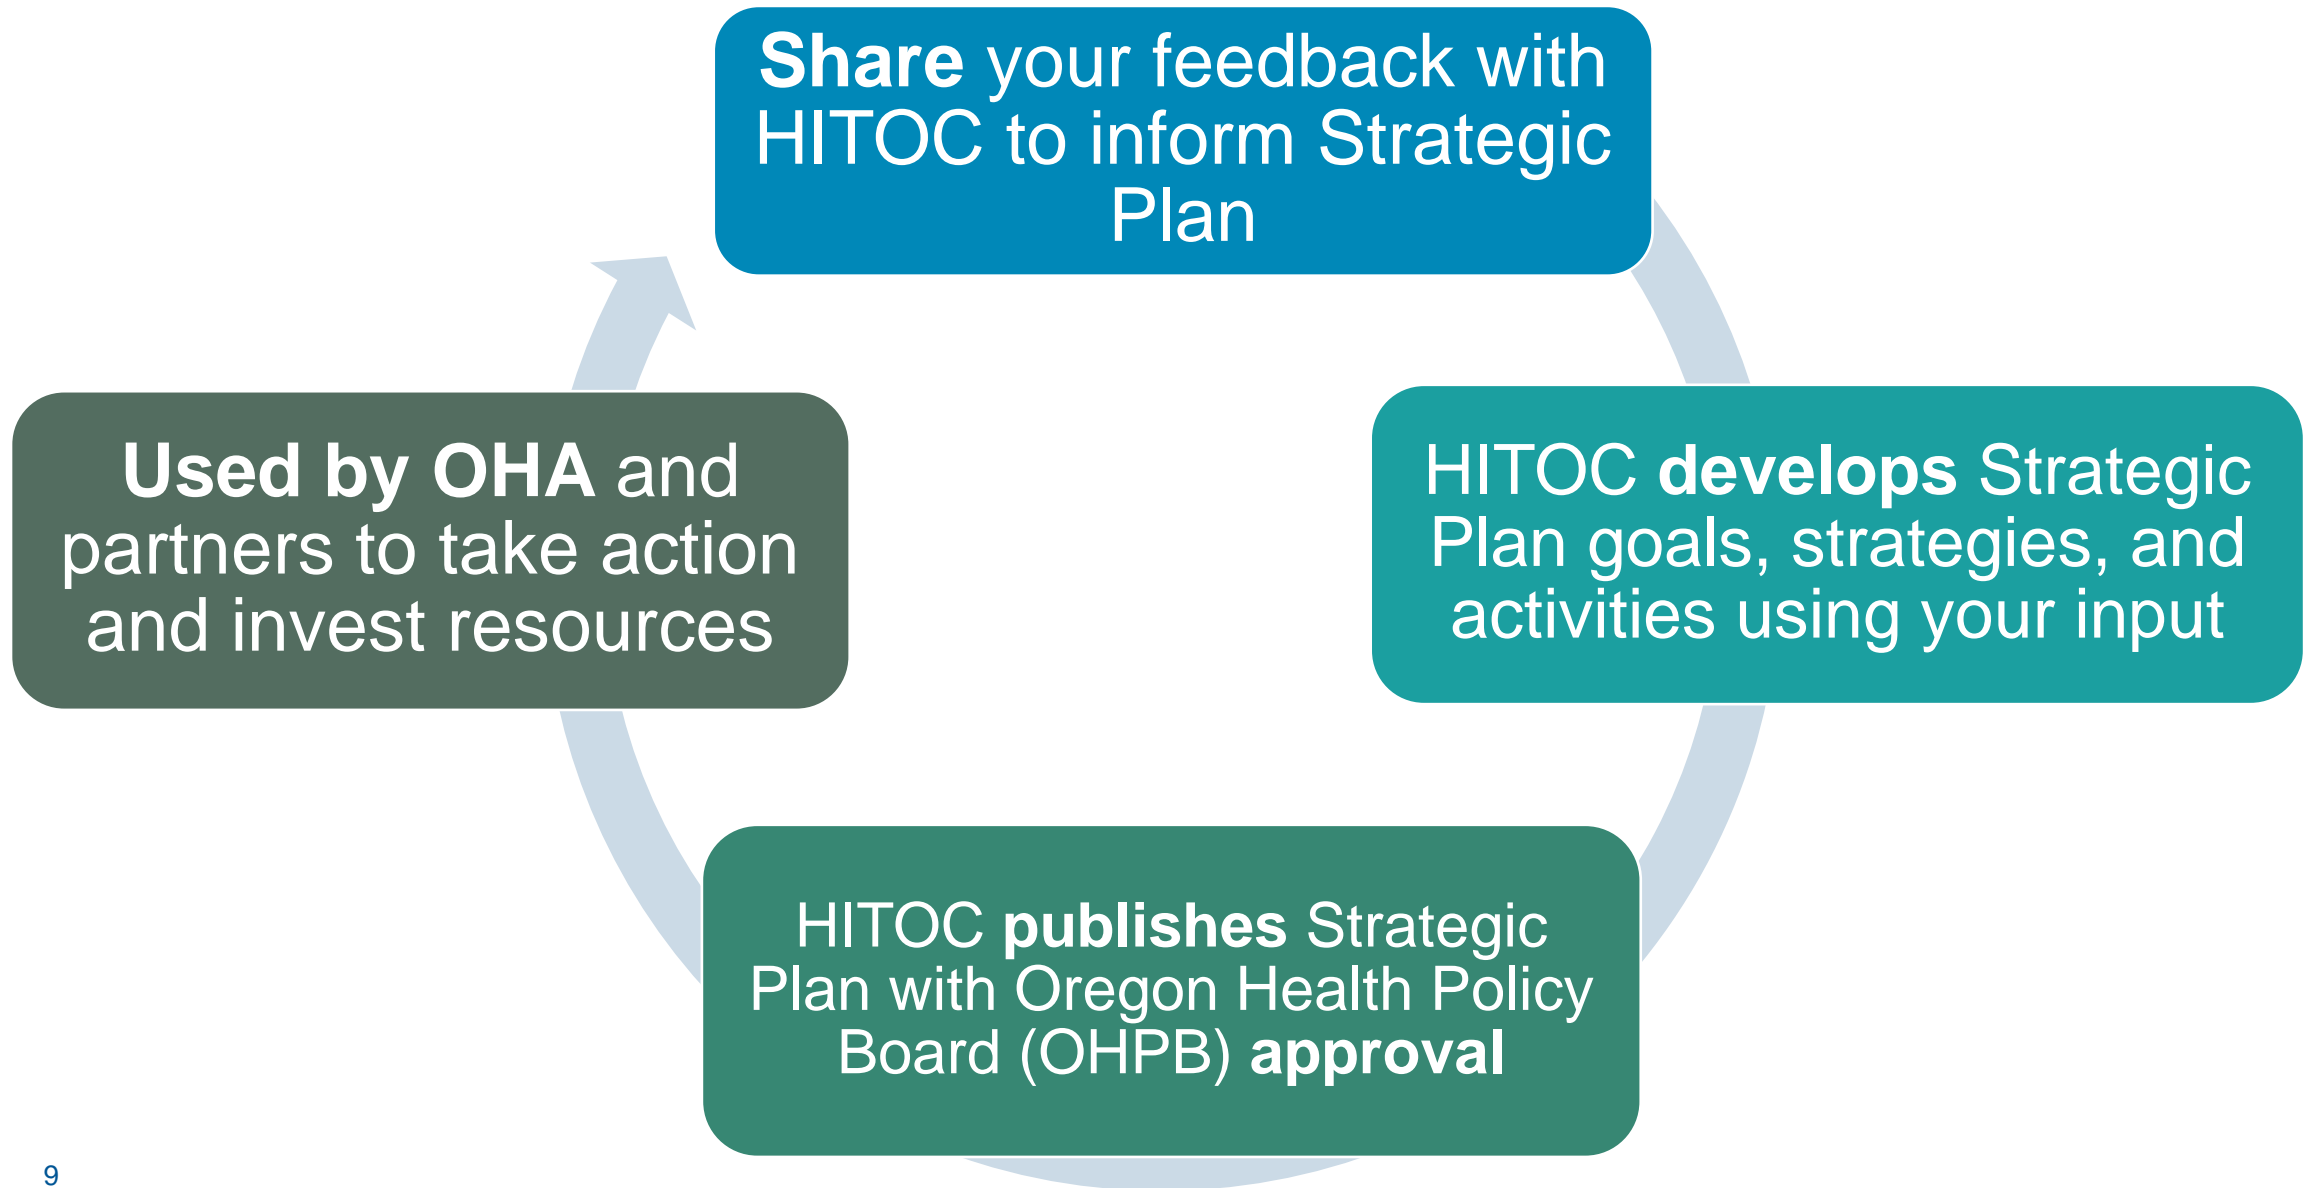 Share your feedback with
HITOC to inform Strategic
Plan
HITOC develops Strategic
Plan goals, strategies, and
activities using your input
HITOC publishes Strategic
Plan with Oregon Health Policy
Board (OHPB) approval
Used by OHA and
partners to take action
and invest resources
9